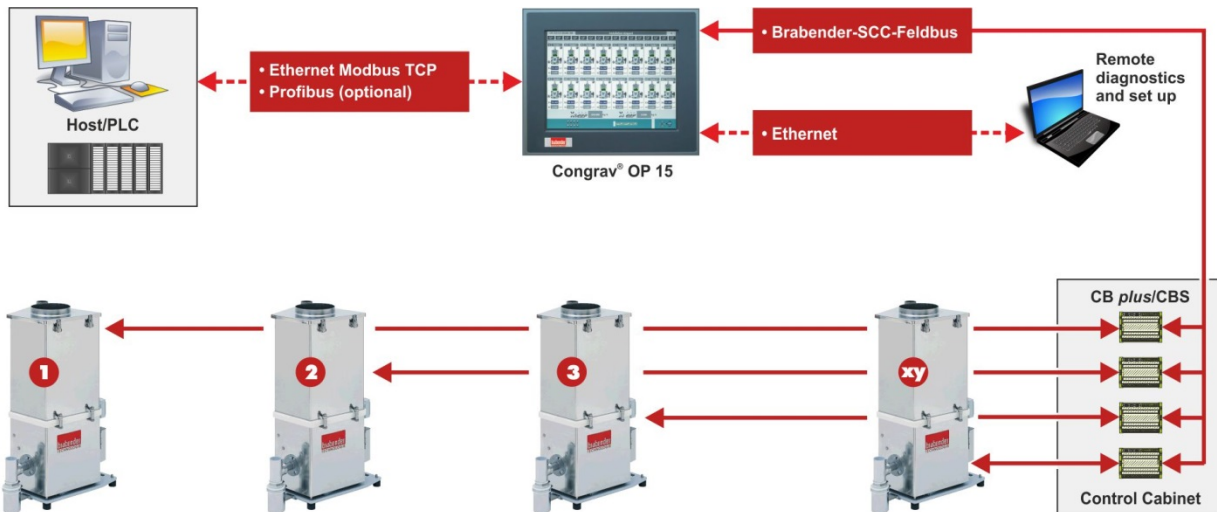 • Ethernet Modbus TCP
• Profibus (optional)
Host/PLC
Congrav® OP 15
• Brabender-SCC-Feldbus
• Ethernet
Remote
diagnostics
and set up
CB plus/CBS
1
2
3
xy
Control Cabinet